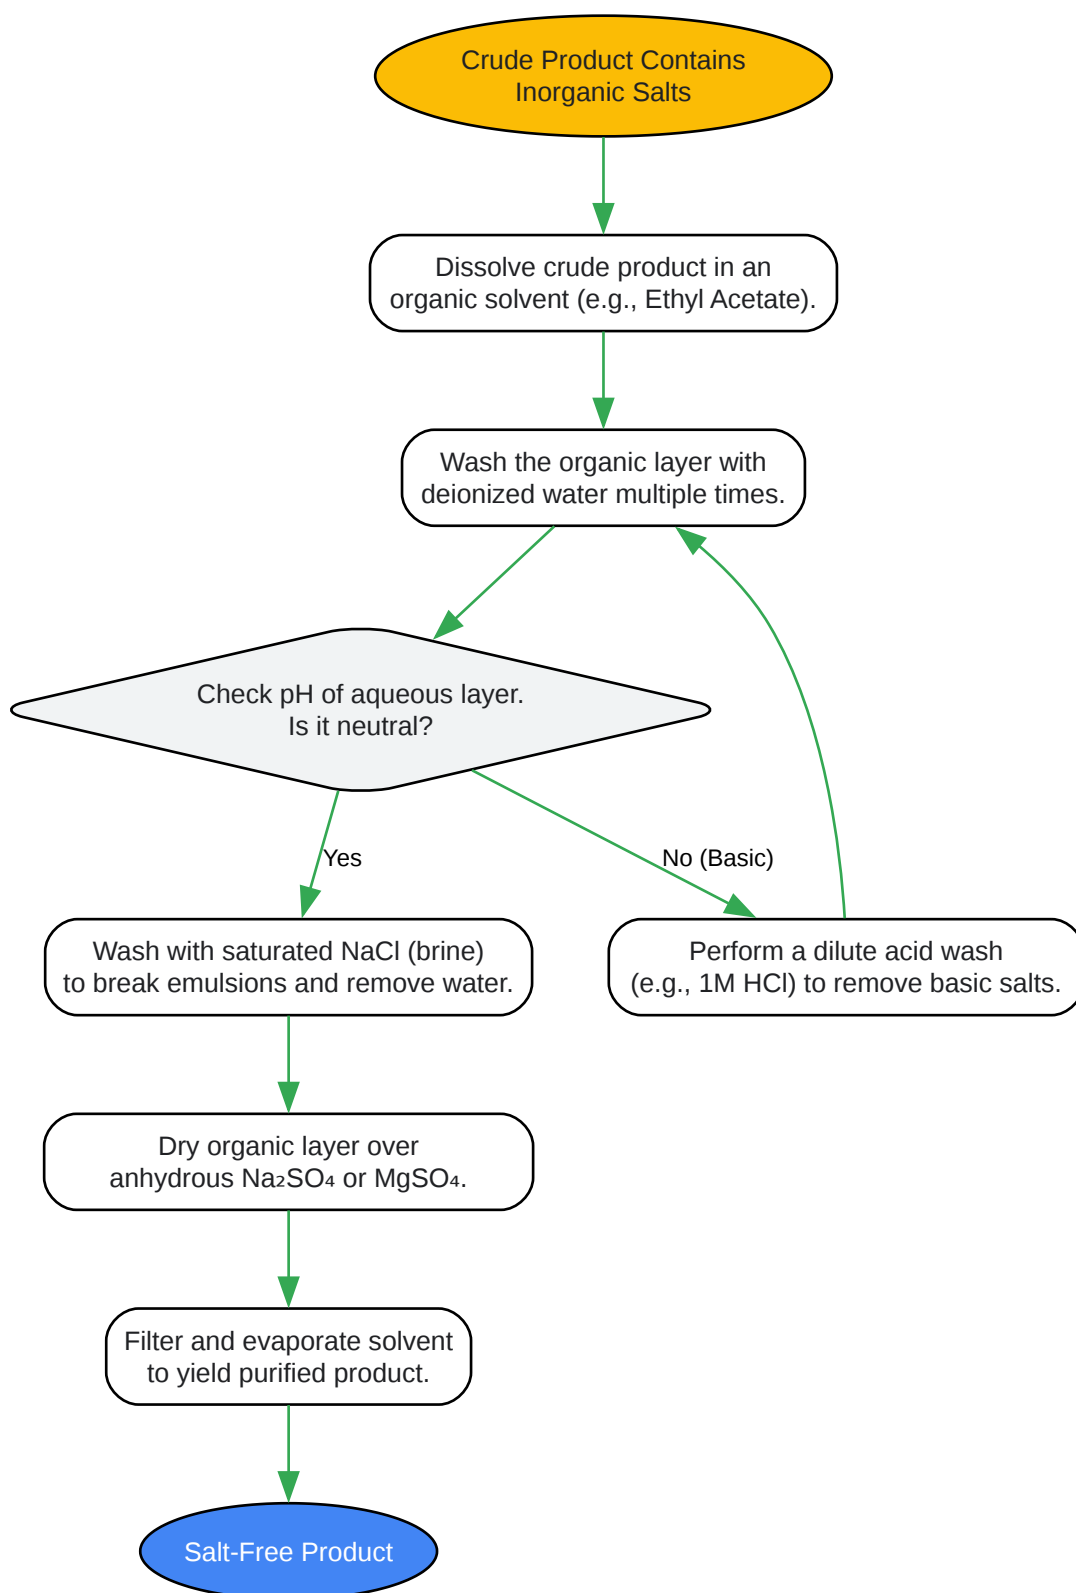 Crude Product Contains
Inorganic Salts
Dissolve crude product in an
organic solvent (e.g., Ethyl Acetate).
Wash the organic layer with
deionized water multiple times.
Check pH of aqueous layer.
Is it neutral?
Yes
No (Basic)
Wash with saturated NaCl (brine)
to break emulsions and remove water.
Perform a dilute acid wash
(e.g., 1M HCl) to remove basic salts.
Dry organic layer over
anhydrous Na₂SO₄ or MgSO₄.
Filter and evaporate solvent
to yield purified product.
Salt-Free Product